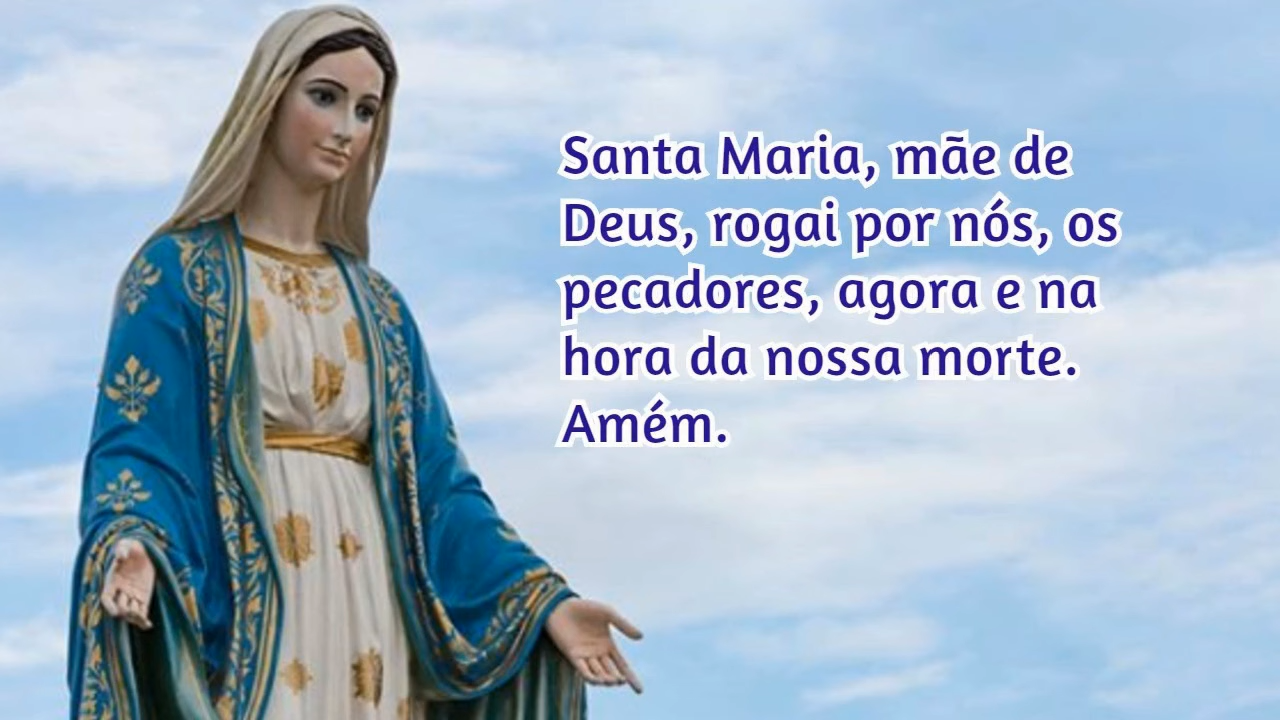 Santa Maria, mãe de
Deus, rogai por nós, os
pecadores, agora e na
hora da nossa morte.
Amém.